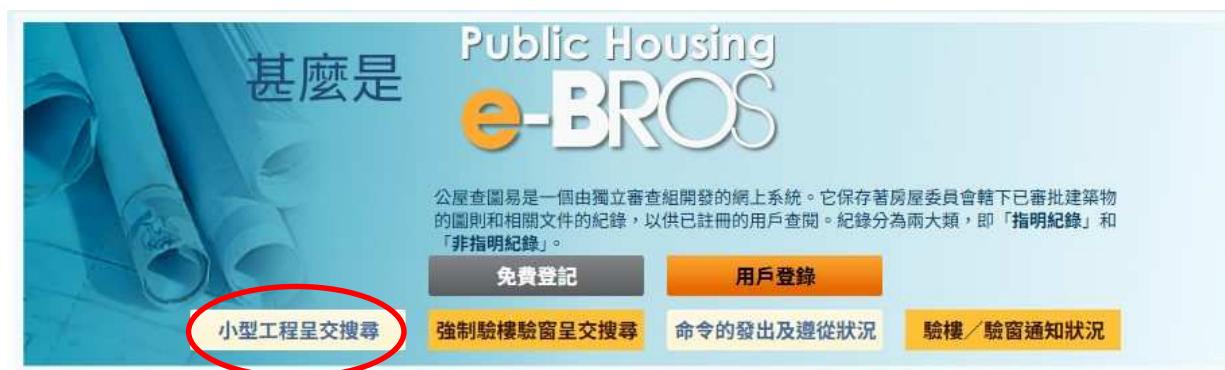 甚麼是
Public Housing
e-BROS
公屋查圖易是一個由獨立審查組開發的網上系統。它保存著房屋委員會轄下已審批建築物
的圖則和相關文件的紀錄，以供已註冊的用戶查閱。紀錄分為兩大類，即「指明紀錄」和
「非指明紀錄」。
免費登記 用戶登錄
小型工程呈交搜尋 強制驗樓驗窗呈交搜尋 命令的發出及遵從狀況 驗樓／驗窗通知狀況